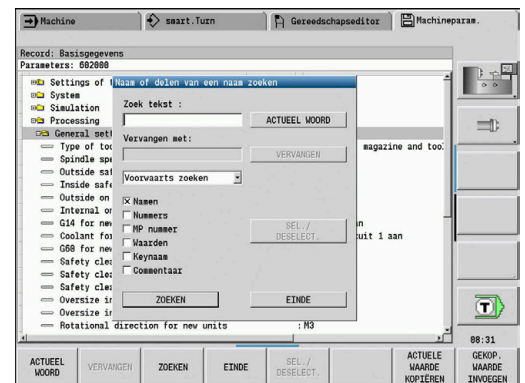 Machine
smart.Turn
Gereedschapseditor
Machineparam.
Record: Basisgegevens
Parameters: 602000
Settings of
System
Simulation
Processing
General sett
Type of too
magazine and tool
Spindle spe
Outside saf
Inside safe
Outside on
Internal on
G14 for new
Coolant for
cuit 1 aan
G60 for new
Safety clea
Safety clea
Safety clea
Oversize in
Oversize in
Rotational direction for new units
: M3
Naam of delen van een naam zoeken
Zoek tekst :
ACTUEEL WOORD
Vervangen met:
VERVANGEN
Voorwaarts zoeken
Namen
Nummers
MP nummer
Waarden
Keynaam
Commentaar
SEL./
DESELECT.
ZOEKEN
EINDE
T
08:31
ACTUEEL
WOORD
VERVANGEN
ZOEKEN
EINDE
SEL./
DESELECT.
ACTUELE
WAARDE
KOPIËREN
GEKOP.
WAARDE
INVOEGEN